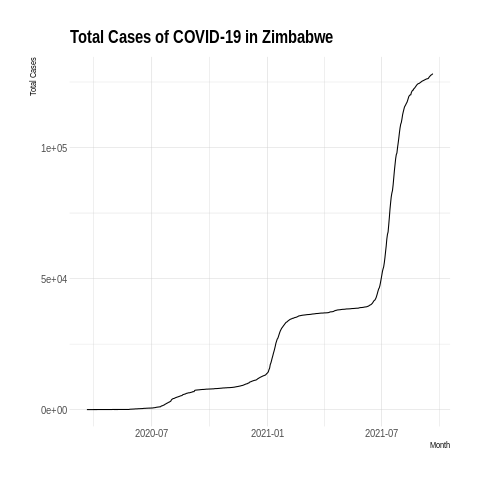 Total Cases of COVID-19 in Zimbabwe
Total Cases
1e+05
5e+04
0e+00
2020-07
2021-01
2021-07
Month